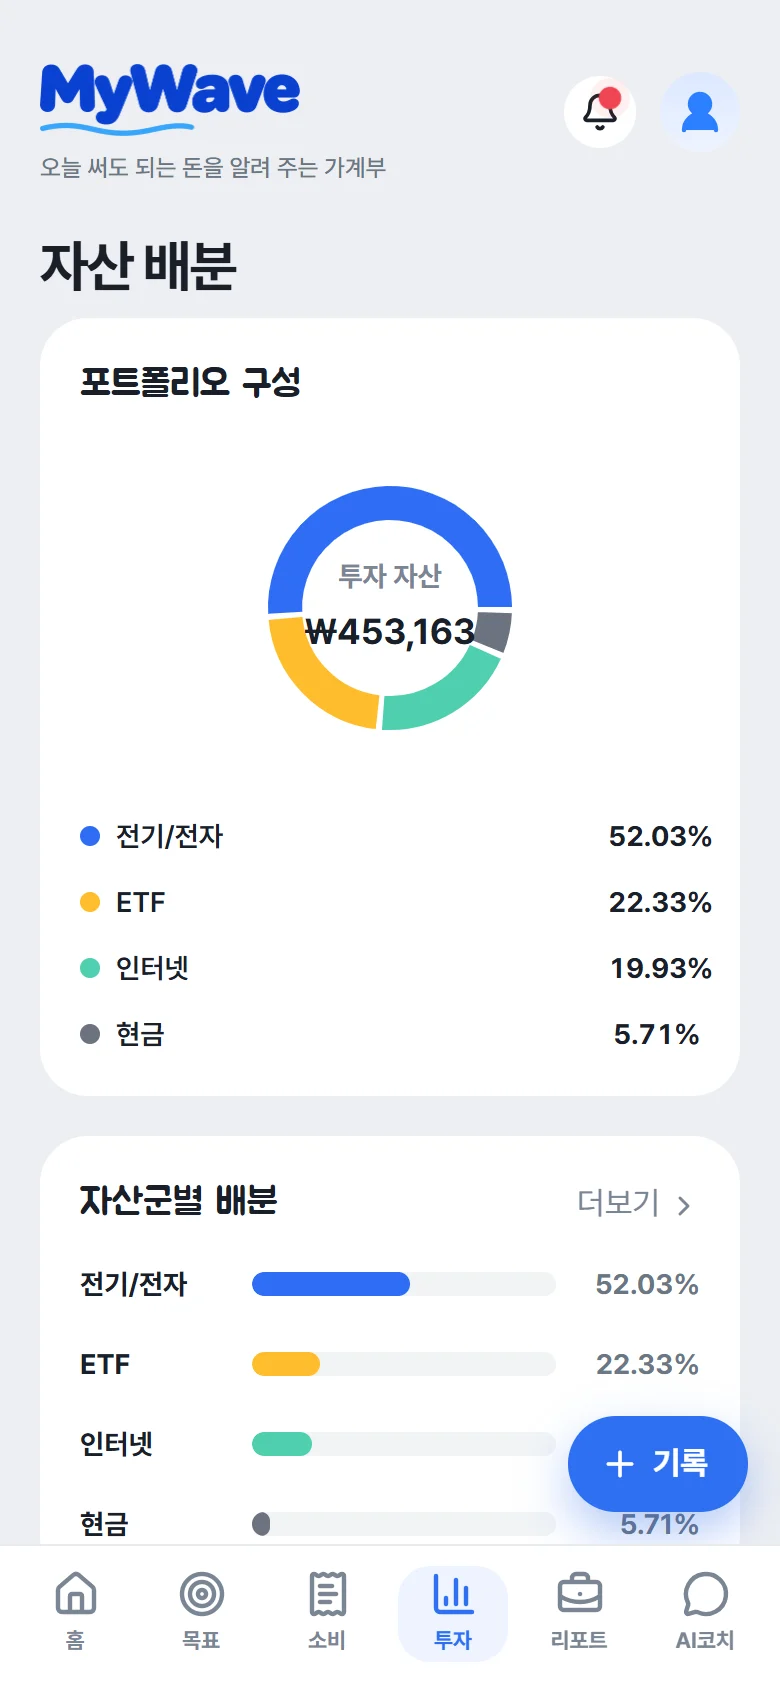 MyWave
오늘 써도 되는 돈을 알려 주는 가계부
자산 배분
포트폴리오 구성
투자 자산
₩453,163
전기/전자 52.03%
ETF 22.33%
인터넷 19.93%
현금 5.71%
자산군별 배분 더보기
전기/전자 52.03%
ETF 22.33%
인터넷
기록
현금 5.71%
홈 목표 소비 투자 리포트 AI코치